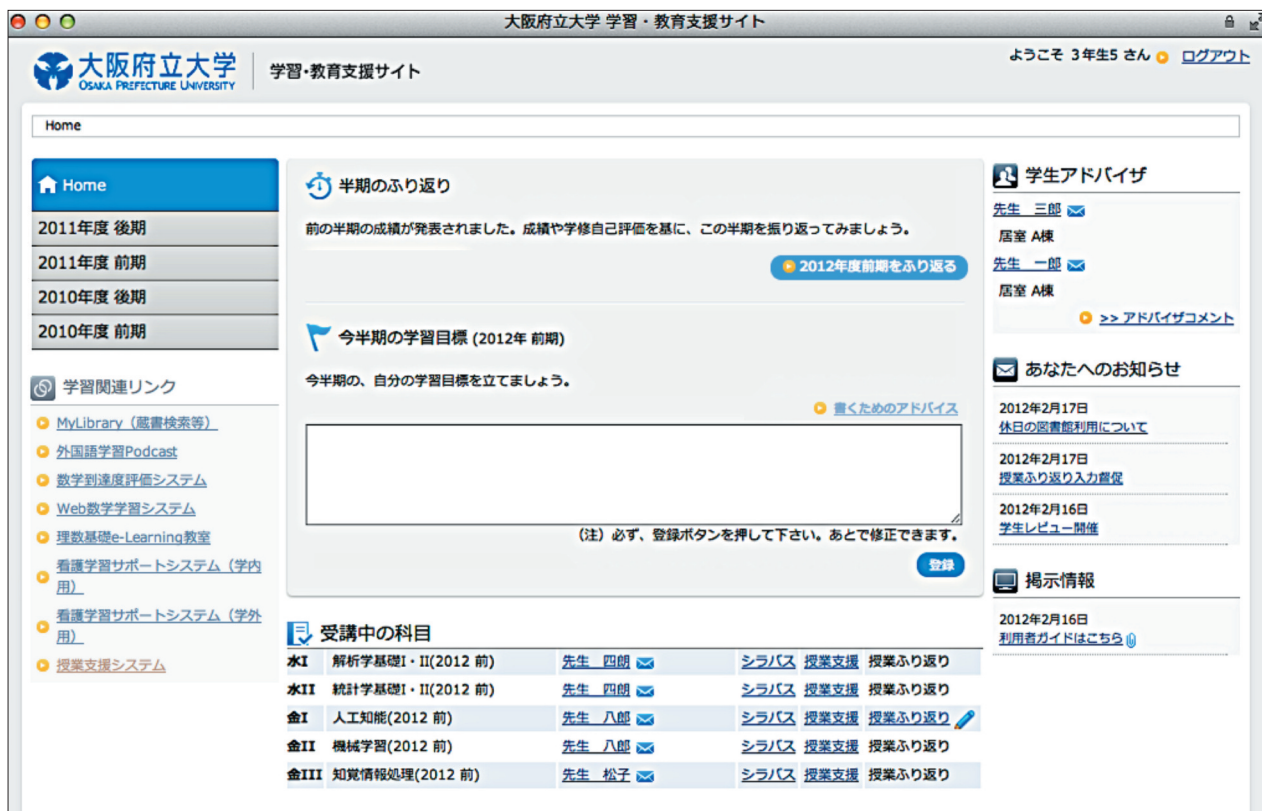 大阪府立大学 学習・教育支援サイト
大阪府立大学
OSAKA PREFECTURE UNIVERSITY
学習・教育支援サイト
ようこそ 3年生5 さん ログアウト
Home
Home
2011年度 後期
2011年度 前期
2010年度 後期
2010年度 前期
学習関連リンク
MyLibrary（蔵書検索等）
外国語学習Podcast
数学到達度評価システム
Web数学学習システム
理数基礎e-Learning教室
看護学習サポートシステム（学内
用）
看護学習サポートシステム（学外
用）
授業支援システム
半期のふり返り
前の半期の成績が発表されました。成績や学修自己評価を基に、この半期を振り返ってみましょう。
2012年度前期をふり返る
今半期の学習目標 (2012年 前期)
今半期の、自分の学習目標を立てましょう。
書くためのアドバイス
（注）必ず、登録ボタンを押して下さい。あとで修正できます。
登録
受講中の科目
水I 解析学基礎I・II(2012 前) 先生 四朗 シラバス 授業支援 授業ふり返り
水II 統計学基礎I・II(2012 前) 先生 四朗 シラバス 授業支援 授業ふり返り
金I 人工知能(2012 前) 先生 八郎 シラバス 授業支援 授業ふり返り
金II 機械学習(2012 前) 先生 八郎 シラバス 授業支援 授業ふり返り
金III 知覚情報処理(2012 前) 先生 松子 シラバス 授業支援 授業ふり返り
学生アドバイザ
先生 三郎
居室 A棟
先生 一郎
居室 A棟
>> アドバイザコメント
あなたへのお知らせ
2012年2月17日
休日の図書館利用について
2012年2月17日
授業ふり返り入力督促
2012年2月16日
学生レビュー開催
掲示情報
2012年2月16日
利用者ガイドはこちら